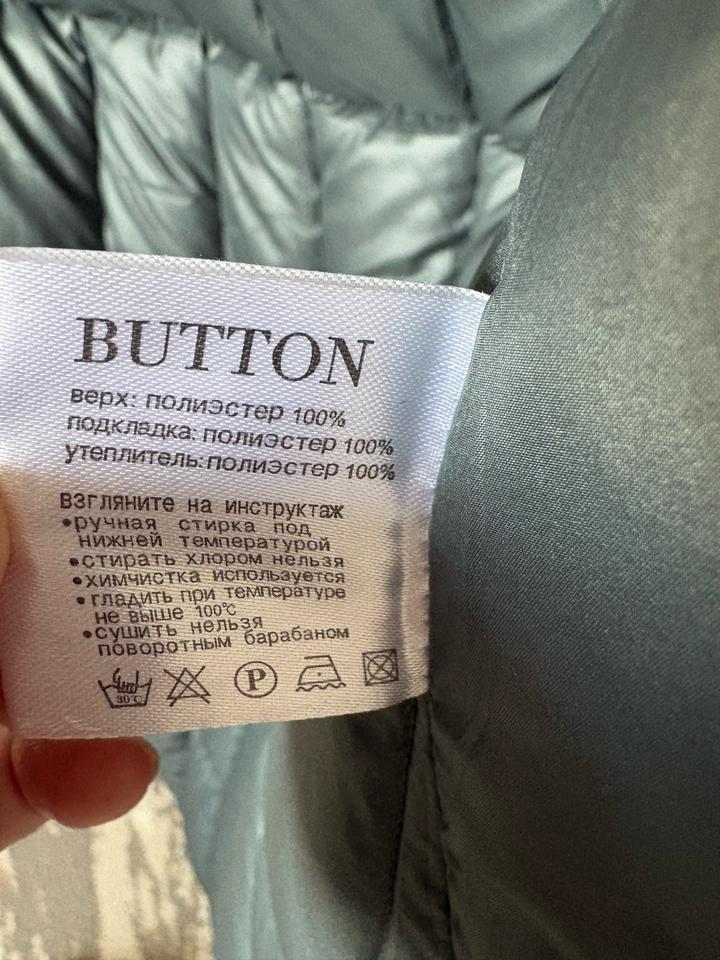 BUTTON
верх: полиэстер 100%
подкладка: полиэстер 100%
утеплитель: полиэстер 100%
взгляните на инструктаж
•ручная стирка под
нижней температурой
•стирать хлором нельзя
•химчистка используется
•гладить при температуре
не выше 100℃
•сушить нельзя
поворотным барабаном
30℃
P